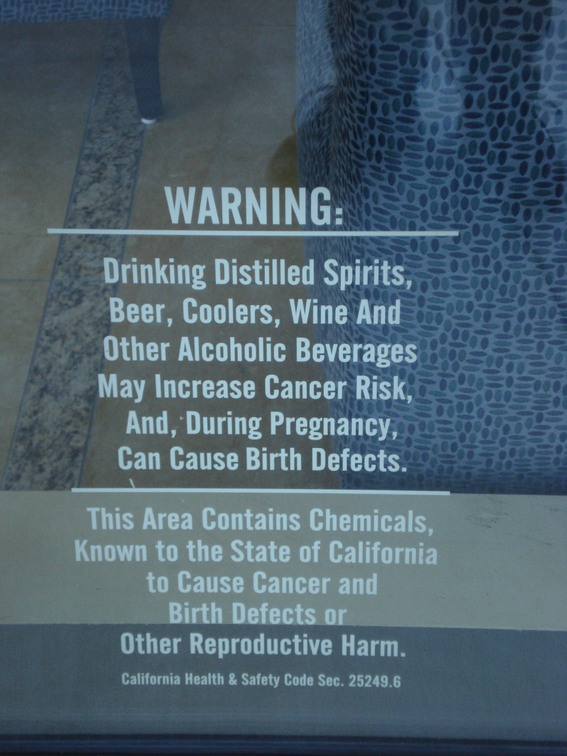 WARNING:
Drinking Distilled Spirits,
Beer, Coolers, Wine And
Other Alcoholic Beverages
May Increase Cancer Risk,
And, During Pregnancy,
Can Cause Birth Defects.
This Area Contains Chemicals,
Known to the State of California
to Cause Cancer and
Birth Defects or
Other Reproductive Harm.
California Health & Safety Code Sec. 25249.6